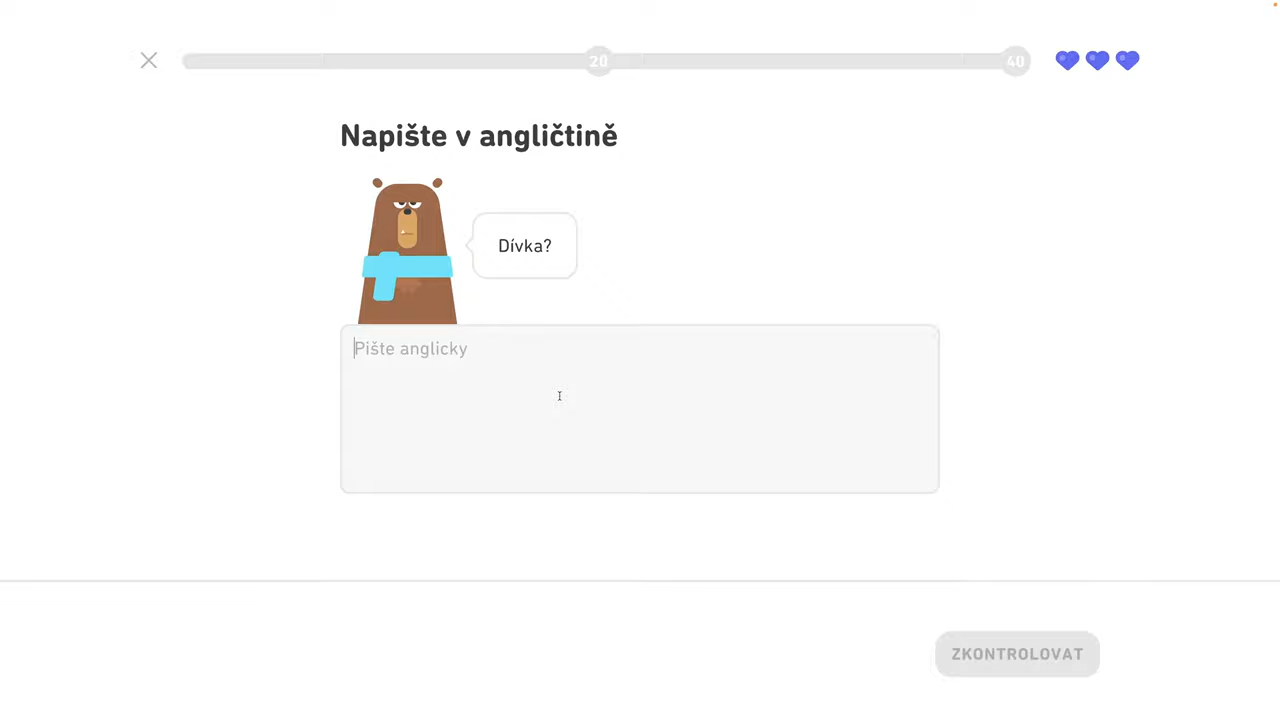 20
40
Napište v angličtině
Dívka?
Pište anglicky
ZKONTROLOVAT